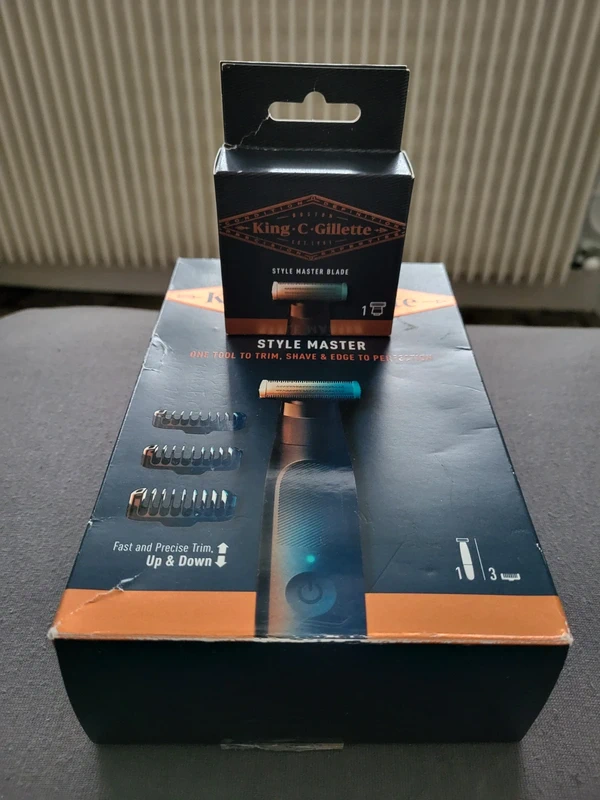 BOSTON
King·C·Gillette
EST. 1901
STYLE MASTER BLADE
1
STYLE MASTER
ONE TOOL TO TRIM, SHAVE & EDGE TO PERFECTION
Fast and Precise Trim,
Up & Down
1 3